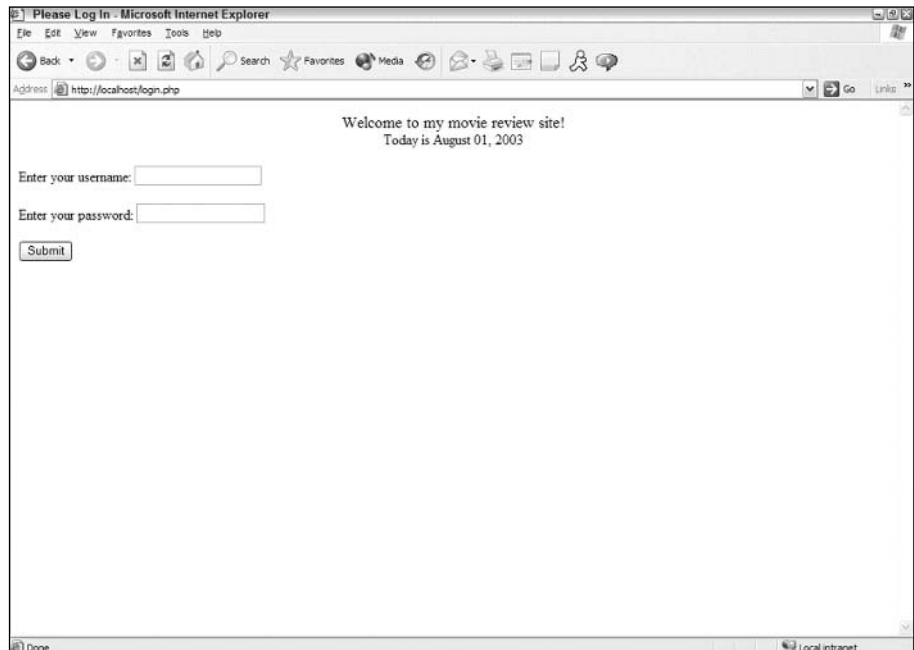 Please Log In - Microsoft Internet Explorer
File Edit View Favorites Tools Help
Back Search Favorites Media
Address http://localhost/login.php Go Links »
Welcome to my movie review site!
Today is August 01, 2003
Enter your username:
Enter your password:
Submit
Done Local intranet